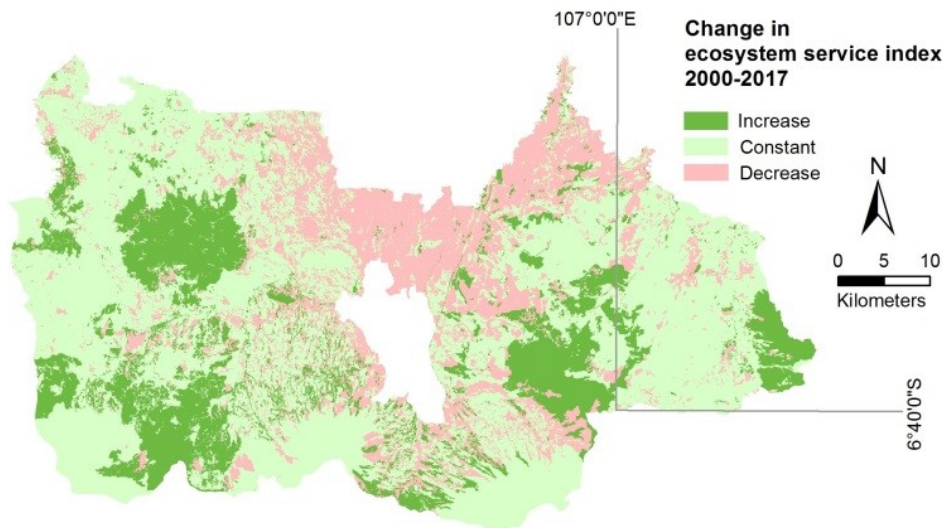 107°0'0"E
Change in
ecosystem service index
2000-2017
Increase
Constant
Decrease
N
0 5 10
Kilometers
6°40'0"S